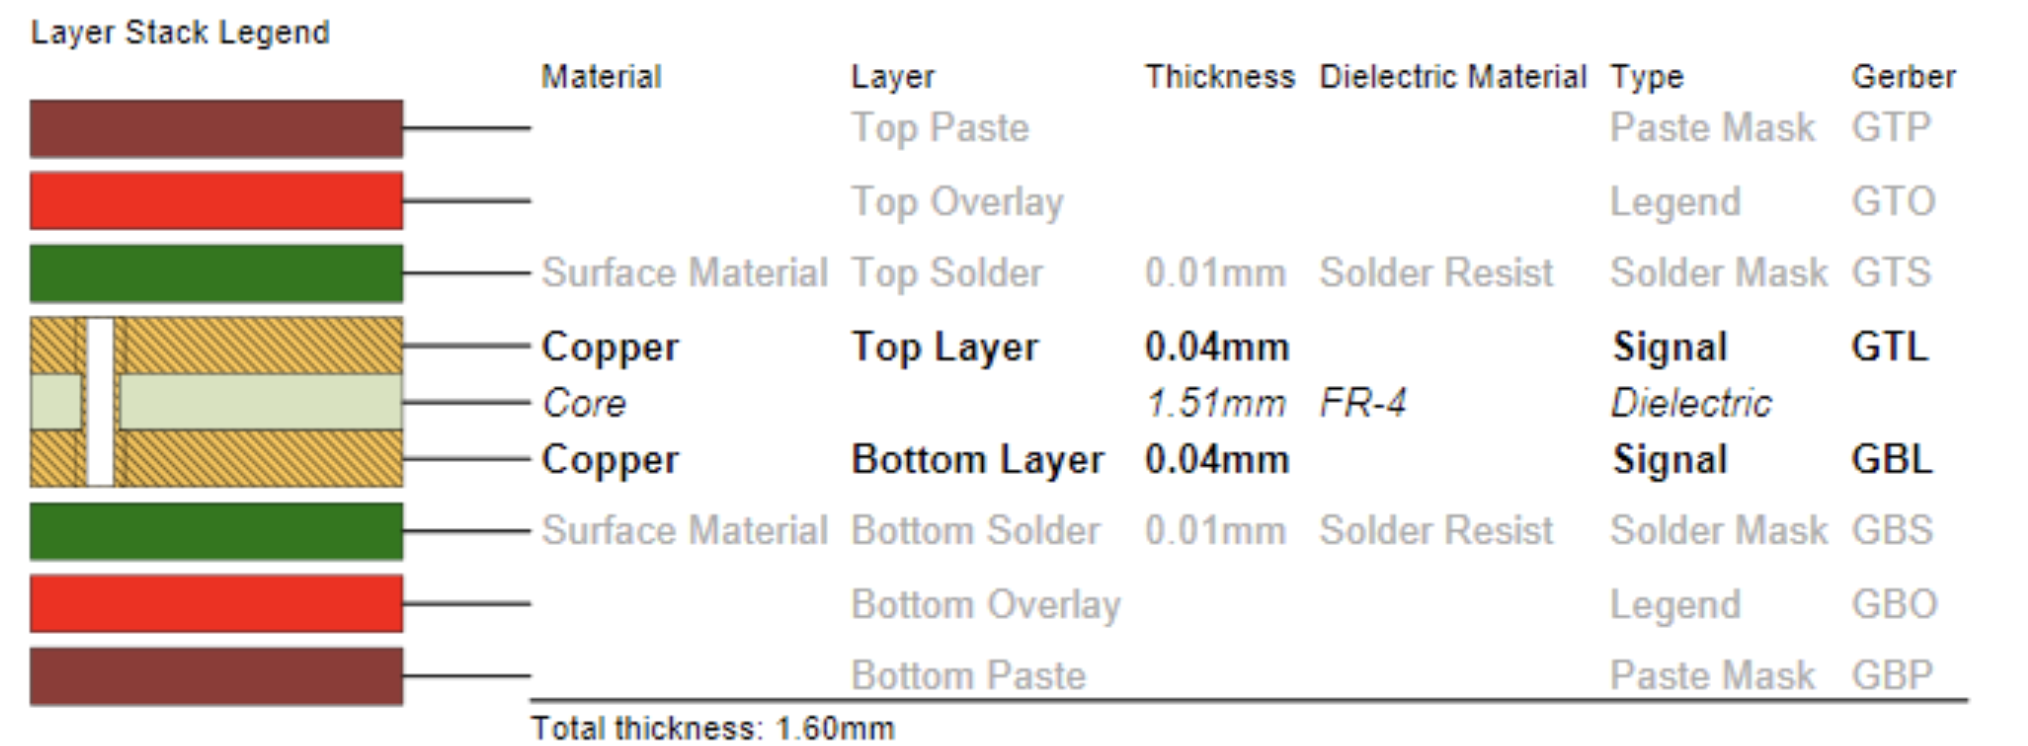 Layer Stack Legend
Material Layer Thickness Dielectric Material Type Gerber
Top Paste Paste Mask GTP
Top Overlay Legend GTO
Surface Material Top Solder 0.01mm Solder Resist Solder Mask GTS
Copper Top Layer 0.04mm Signal GTL
Core 1.51mm FR-4 Dielectric
Copper Bottom Layer 0.04mm Signal GBL
Surface Material Bottom Solder 0.01mm Solder Resist Solder Mask GBS
Bottom Overlay Legend GBO
Bottom Paste Paste Mask GBP
Total thickness: 1.60mm